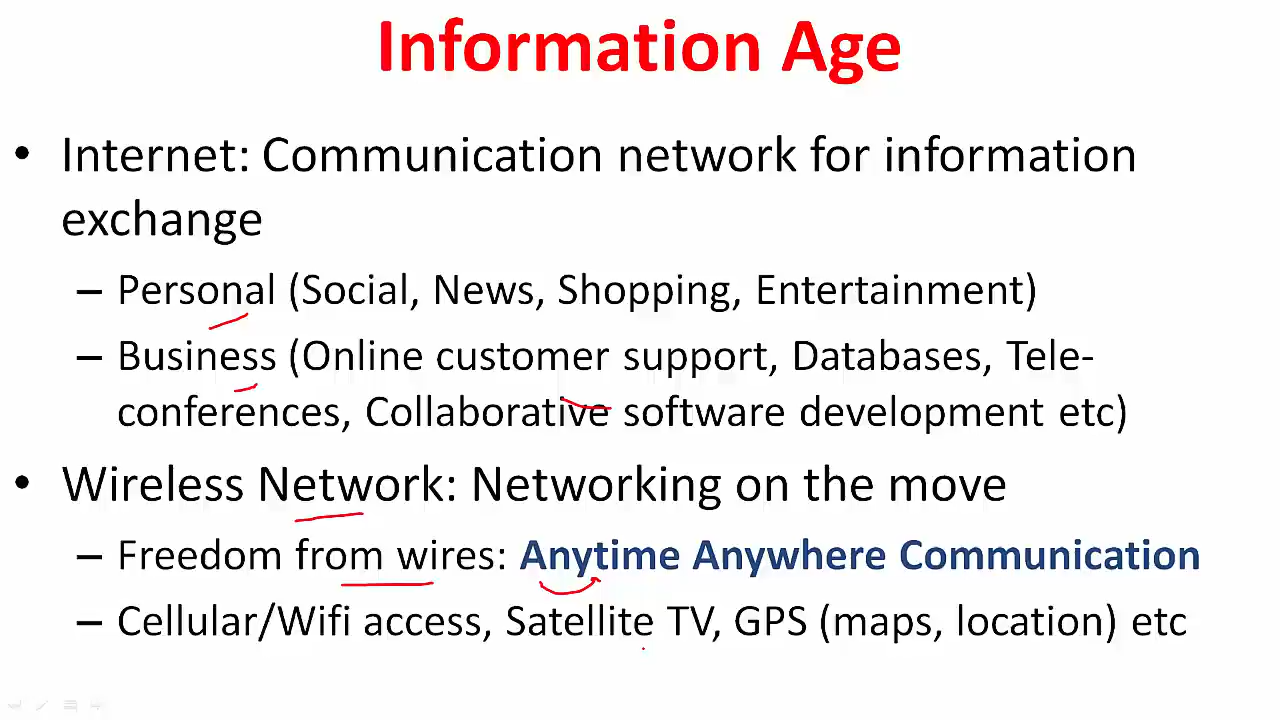 Information Age
• Internet: Communication network for information
exchange
– Personal (Social, News, Shopping, Entertainment)
– Business (Online customer support, Databases, Tele-
conferences, Collaborative software development etc)
• Wireless Network: Networking on the move
– Freedom from wires: Anytime Anywhere Communication
– Cellular/Wifi access, Satellite TV, GPS (maps, location) etc